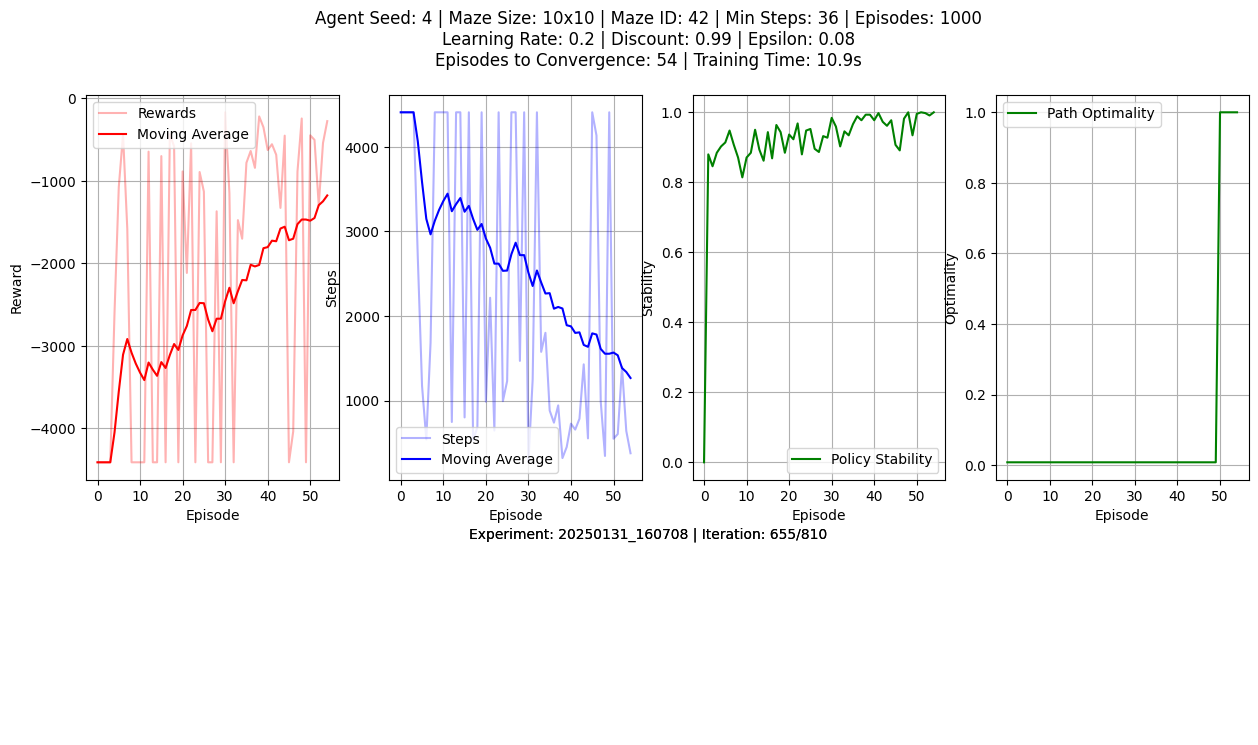 Agent Seed: 4 | Maze Size: 10x10 | Maze ID: 42 | Min Steps: 36 | Episodes: 1000
Learning Rate: 0.2 | Discount: 0.99 | Epsilon: 0.08
Episodes to Convergence: 54 | Training Time: 10.9s
Rewards
Moving Average
0
−1000
−2000
−3000
−4000
Reward
0 10 20 30 40 50
Episode
Steps
Moving Average
4000
3000
2000
1000
Steps
0 10 20 30 40 50
Episode
Policy Stability
1.0
0.8
0.6
0.4
0.2
0.0
Stability
0 10 20 30 40 50
Episode
Path Optimality
1.0
0.8
0.6
0.4
0.2
0.0
Optimality
0 10 20 30 40 50
Episode
Experiment: 20250131_160708 | Iteration: 655/810